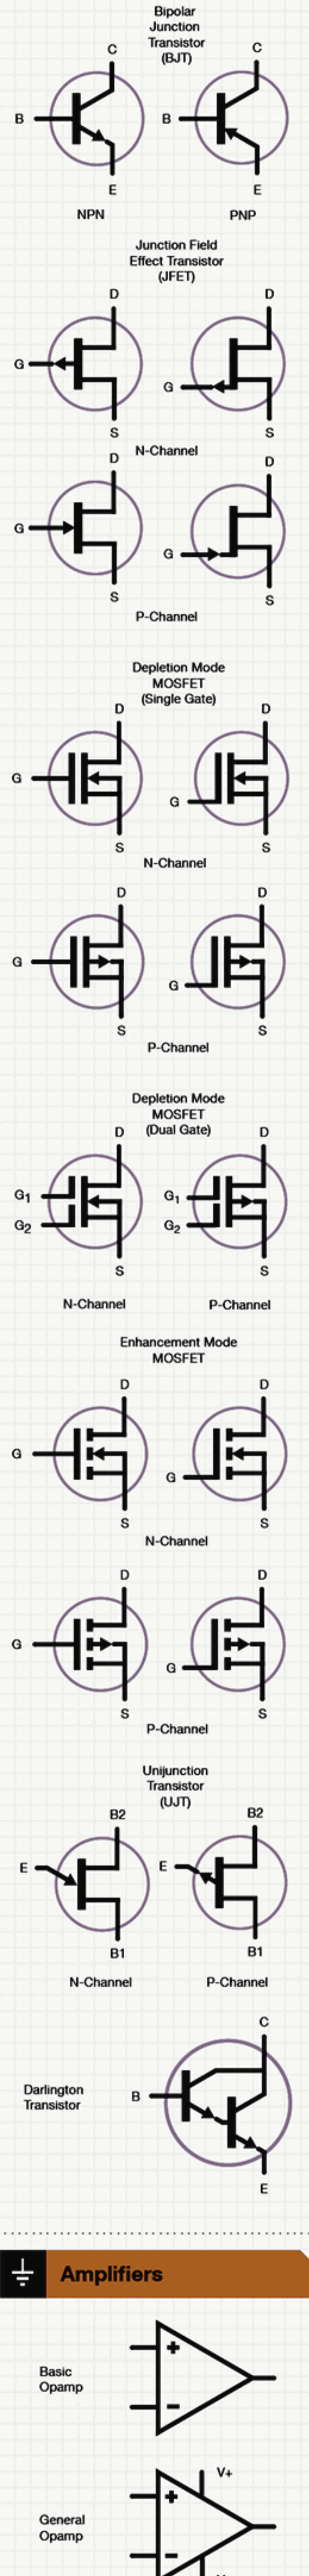 Bipolar
Junction
Transistor
(BJT)
C C
B B
E E
NPN PNP
Junction Field
Effect Transistor
(JFET)
D D
G G
S S
N-Channel
D D
G G
S S
P-Channel
Depletion Mode
MOSFET
(Single Gate)
D D
G G
S S
N-Channel
D D
G G
S S
P-Channel
Depletion Mode
MOSFET
(Dual Gate)
D D
G1 G1
G2 G2
S S
N-Channel P-Channel
Enhancement Mode
MOSFET
D D
G G
S S
N-Channel
D D
G G
S S
P-Channel
Unijunction
Transistor
(UJT)
B2 B2
E E
B1 B1
N-Channel P-Channel
C
Darlington
Transistor
B
E
Amplifiers
+
Basic
Opamp
−
V+
+
General
Opamp
−